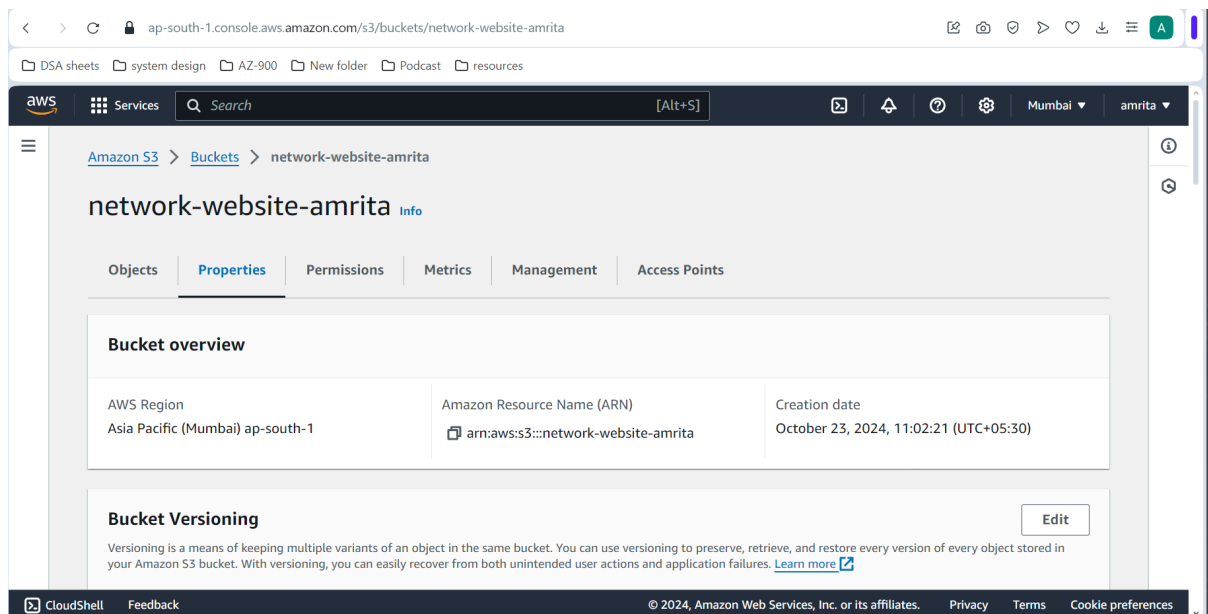 ap-south-1.console.aws.amazon.com/s3/buckets/network-website-amrita
A
DSA sheets system design AZ-900 New folder Podcast resources
aws Services Search [Alt+S] Mumbai amrita
Amazon S3 > Buckets > network-website-amrita
network-website-amrita Info
Objects Properties Permissions Metrics Management Access Points
Bucket overview
AWS Region
Asia Pacific (Mumbai) ap-south-1
Amazon Resource Name (ARN)
arn:aws:s3:::network-website-amrita
Creation date
October 23, 2024, 11:02:21 (UTC+05:30)
Bucket Versioning
Edit
Versioning is a means of keeping multiple variants of an object in the same bucket. You can use versioning to preserve, retrieve, and restore every version of every object stored in
your Amazon S3 bucket. With versioning, you can easily recover from both unintended user actions and application failures. Learn more
CloudShell Feedback © 2024, Amazon Web Services, Inc. or its affiliates. Privacy Terms Cookie preferences